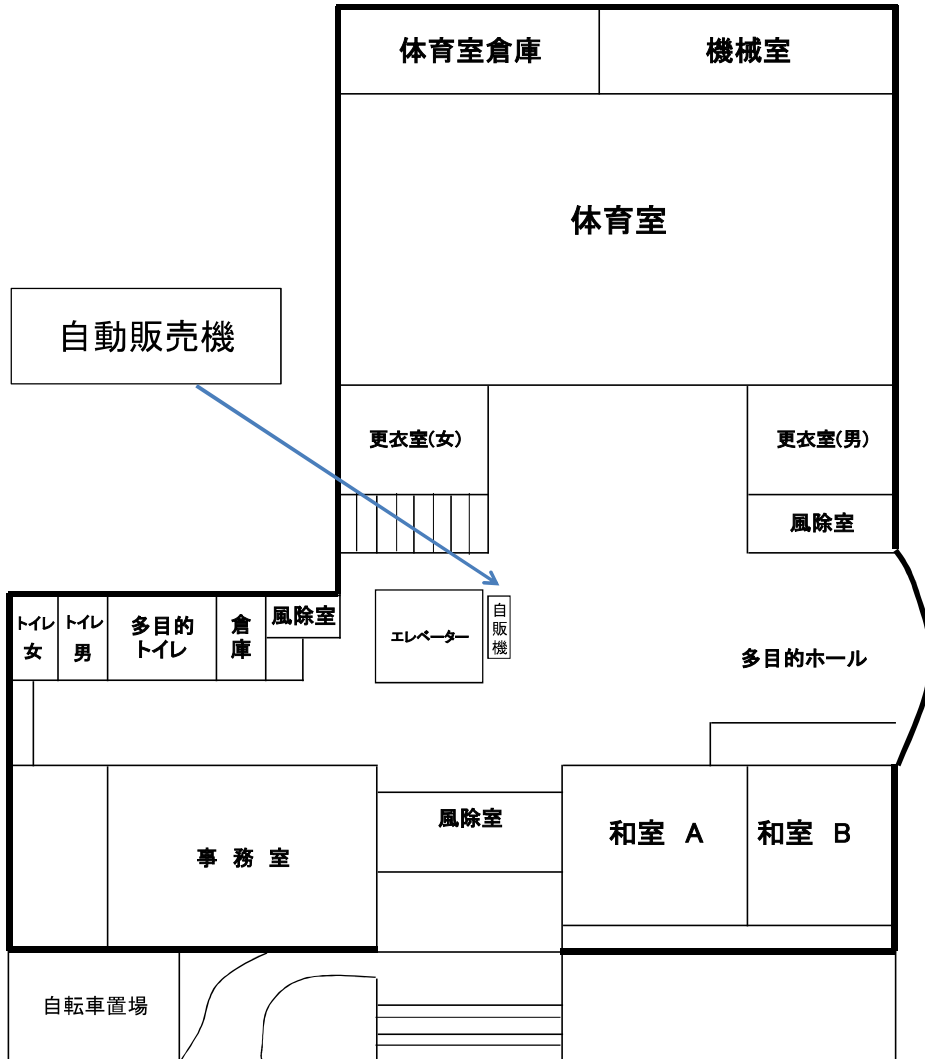 体育室倉庫
機械室
体育室
自動販売機
更衣室(女)
更衣室(男)
風除室
トイレ
女
トイレ
男
多目的
トイレ
倉
庫
風除室
エレベーター
自
販
機
多目的ホール
風除室
和室 A
和室 B
事 務 室
自転車置場